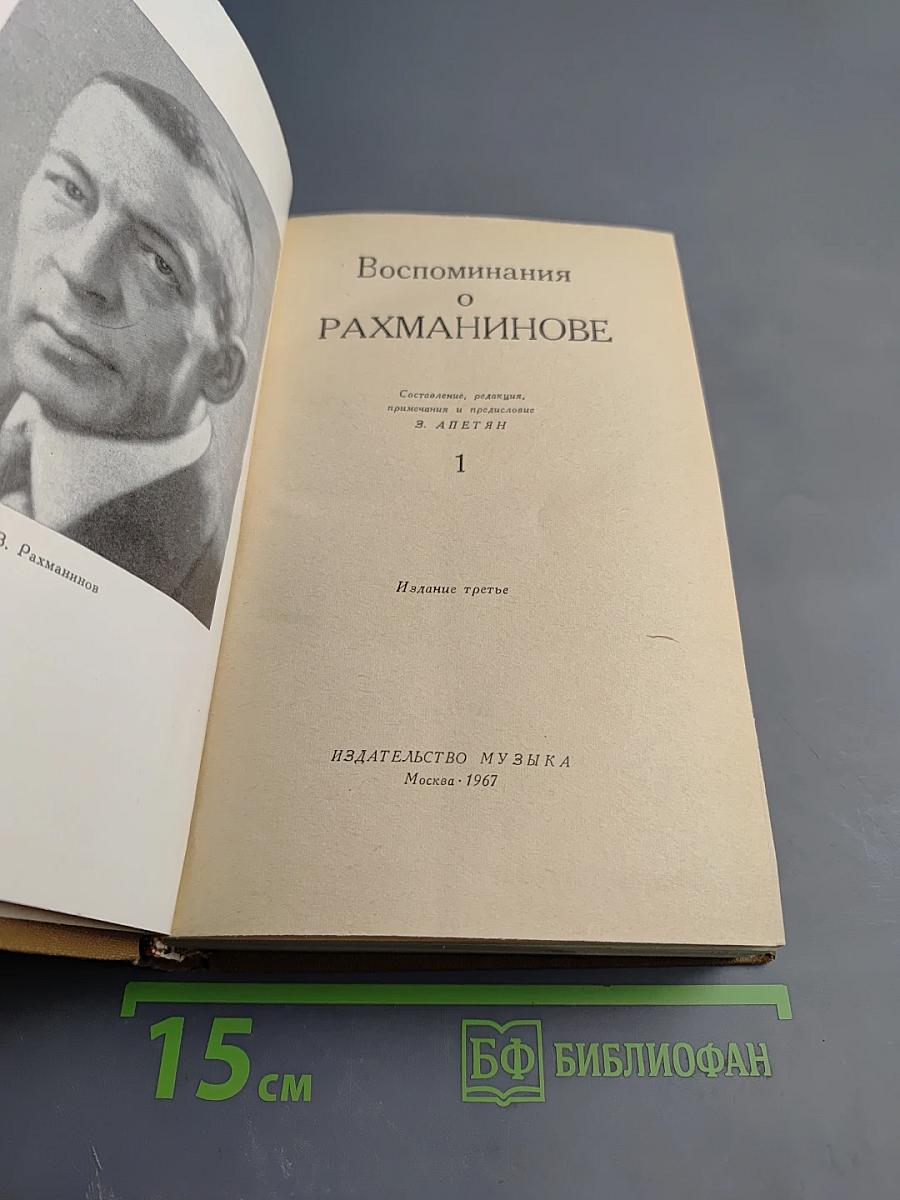 В. Рахманинов
Воспоминания
о
РАХМАНИНОВЕ
Составление, редакция,
примечания и предисловие
З. АПЕТЯН
1
Издание третье
ИЗДАТЕЛЬСТВО МУЗЫКА
Москва · 1967
15 см
БФ БИБЛИОФАН